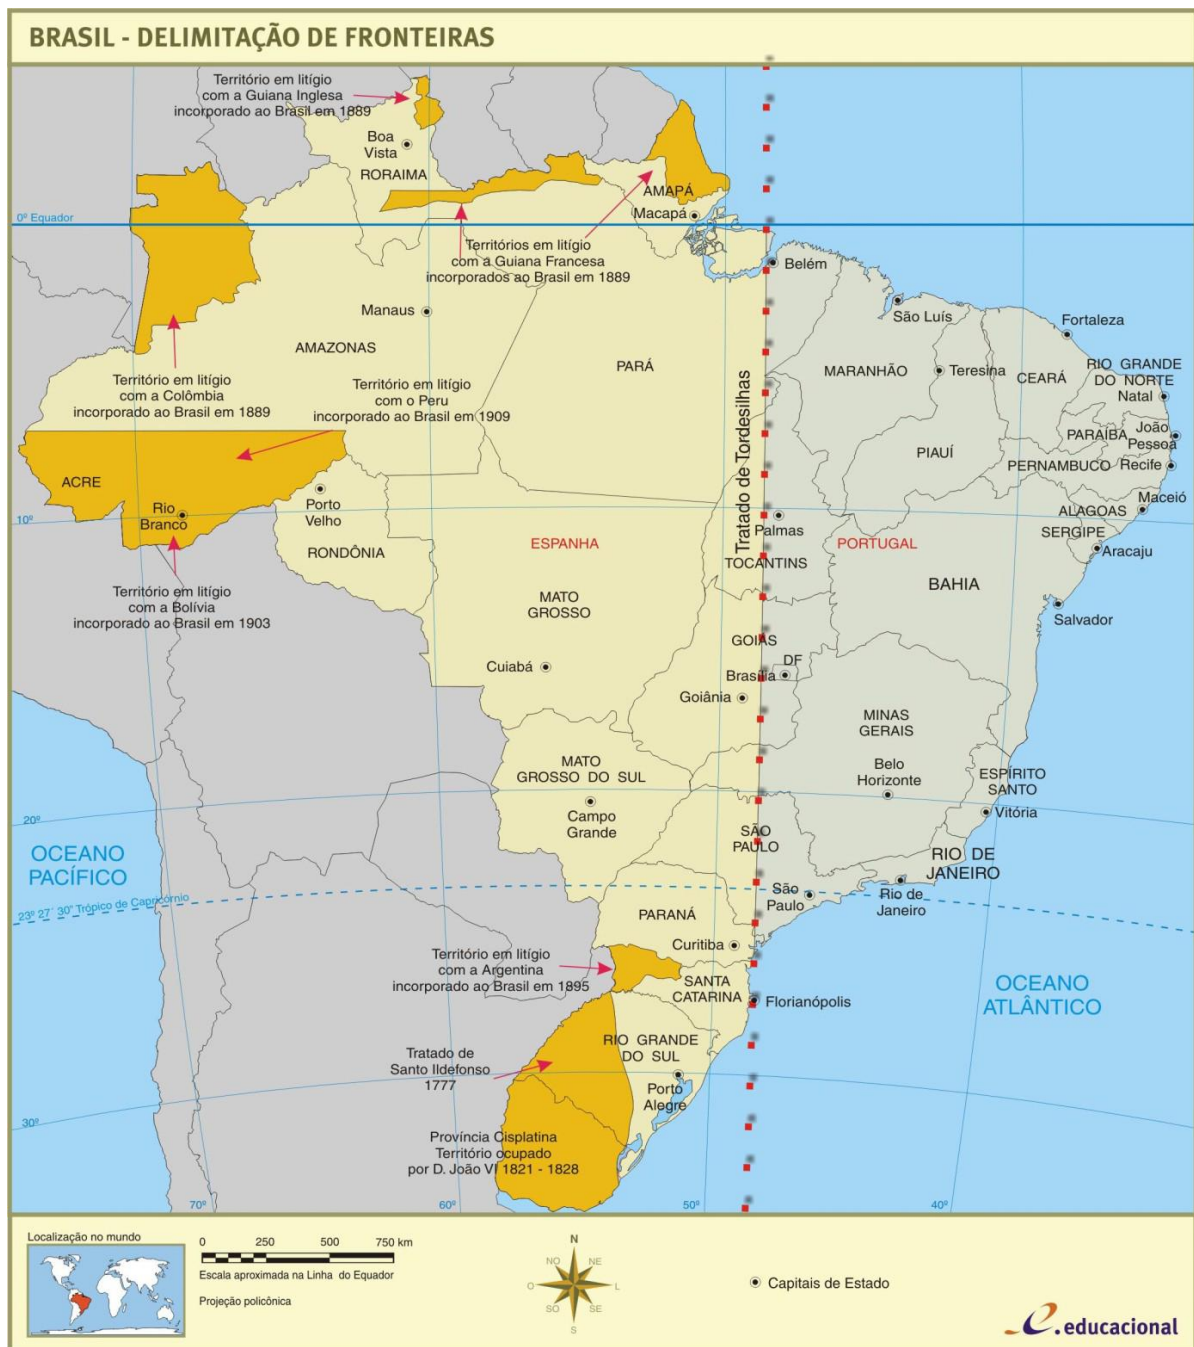 BRASIL - DELIMITAÇÃO DE FRONTEIRAS
Território em litígio
com a Guiana Inglesa
incorporado ao Brasil em 1889
Boa
Vista
RORAIMA
AMAPÁ
Macapá
0º Equador
Territórios em litígio
com a Guiana Francesa
incorporados ao Brasil em 1889
Belém
Manaus
São Luís
Fortaleza
AMAZONAS
PARÁ
MARANHÃO
Teresina
CEARÁ
RIO GRANDE
DO NORTE
Natal
Território em litígio
com a Colômbia
incorporado ao Brasil em 1889
Território em litígio
com o Peru
incorporado ao Brasil em 1909
Tratado de Tordesilhas
PARAÍBA
João
Pessoa
PIAUÍ
PERNAMBUCO
Recife
ACRE
Rio
Branco
Porto
Velho
Maceió
ALAGOAS
10º
Palmas
SERGIPE
Aracaju
RONDÔNIA
ESPANHA
PORTUGAL
TOCANTINS
BAHIA
Território em litígio
com a Bolívia
incorporado ao Brasil em 1903
MATO
GROSSO
Salvador
GOIÁS
DF
Brasília
Cuiabá
Goiânia
MINAS
GERAIS
MATO
GROSSO DO SUL
Belo
Horizonte
ESPÍRITO
SANTO
Vitória
Campo
Grande
20º
SÃO
PAULO
OCEANO
PACÍFICO
RIO DE
JANEIRO
23º 27´ 30” Trópico de Capricórnio
São
Paulo
Rio de
Janeiro
PARANÁ
Curitiba
Território em litígio
com a Argentina
incorporado ao Brasil em 1895
SANTA
CATARINA
Florianópolis
OCEANO
ATLÂNTICO
RIO GRANDE
DO SUL
Tratado de
Santo Ildefonso
1777
Porto
Alegre
30º
Província Cisplatina
Território ocupado
por D. João VI 1821 - 1828
70º
60º
50º
40º
Localização no mundo
0 250 500 750 km
Escala aproximada na Linha do Equador
Projeção policônica
N
NO
NE
O
L
SO
SE
S
Capitais de Estado
e.educacional